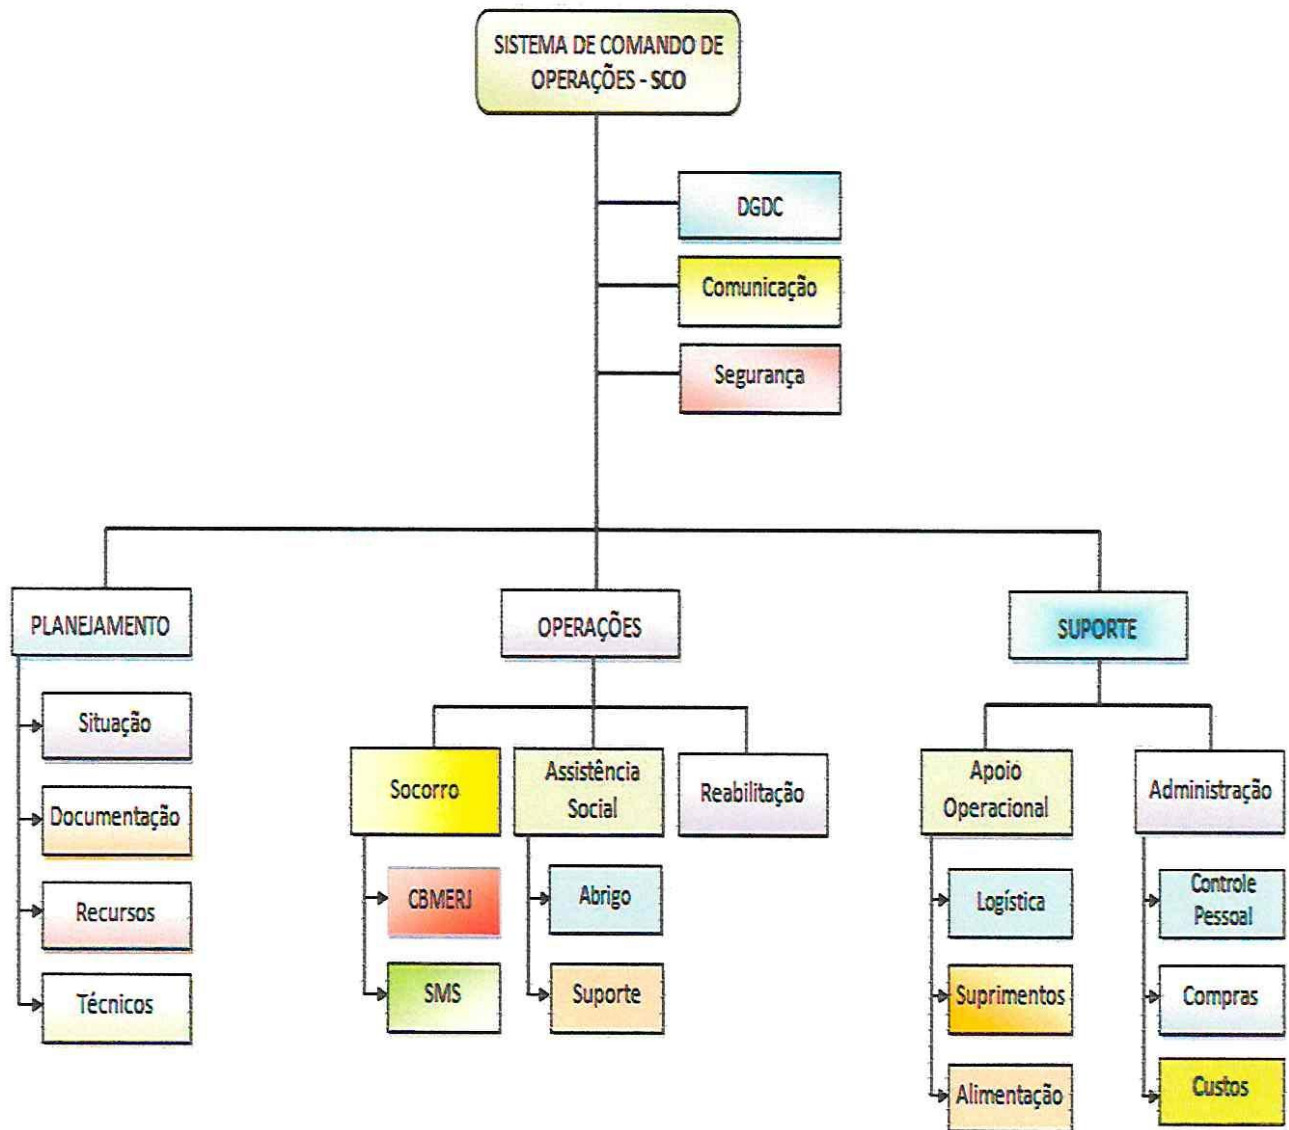 SISTEMA DE COMANDO DE
OPERAÇÕES - SCO
DGDC
Comunicação
Segurança
PLANEJAMENTO
Situação
Documentação
Recursos
Técnicos
OPERAÇÕES
Socorro
CBMERJ
SMS
Assistência
Social
Abrigo
Suporte
Reabilitação
SUPORTE
Apoio
Operacional
Logística
Suprimentos
Alimentação
Administração
Controle
Pessoal
Compras
Custos